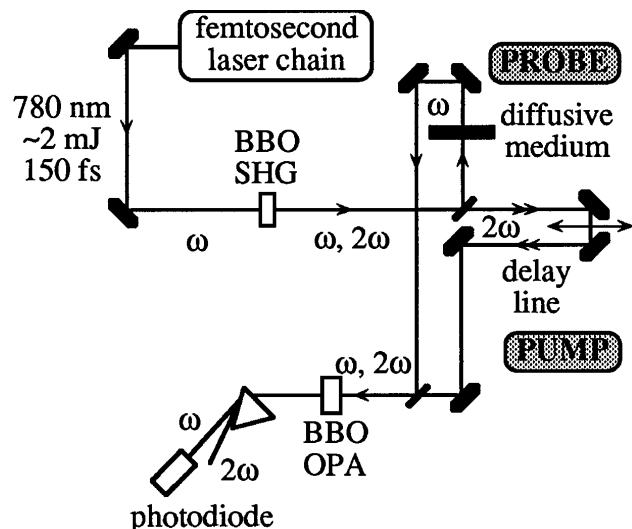 femtosecond
laser chain
PROBE
780 nm
~2 mJ
150 fs
ω
diffusive
medium
BBO
SHG
ω
ω, 2ω
2ω
delay
line
PUMP
ω, 2ω
ω
2ω
BBO
OPA
photodiode